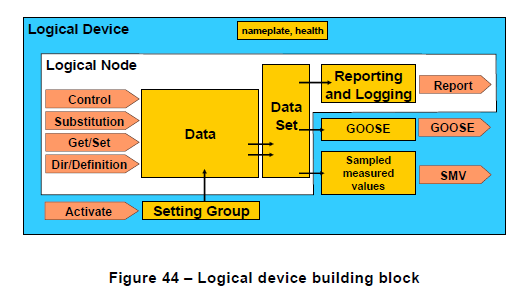 Logical Device
nameplate, health
Logical Node
Control
Substitution
Get/Set
Dir/Definition
Data
Data
Set
Reporting
and Logging
Report
GOOSE
GOOSE
Sampled
measured
values
SMV
Activate
Setting Group
Figure 44 – Logical device building block